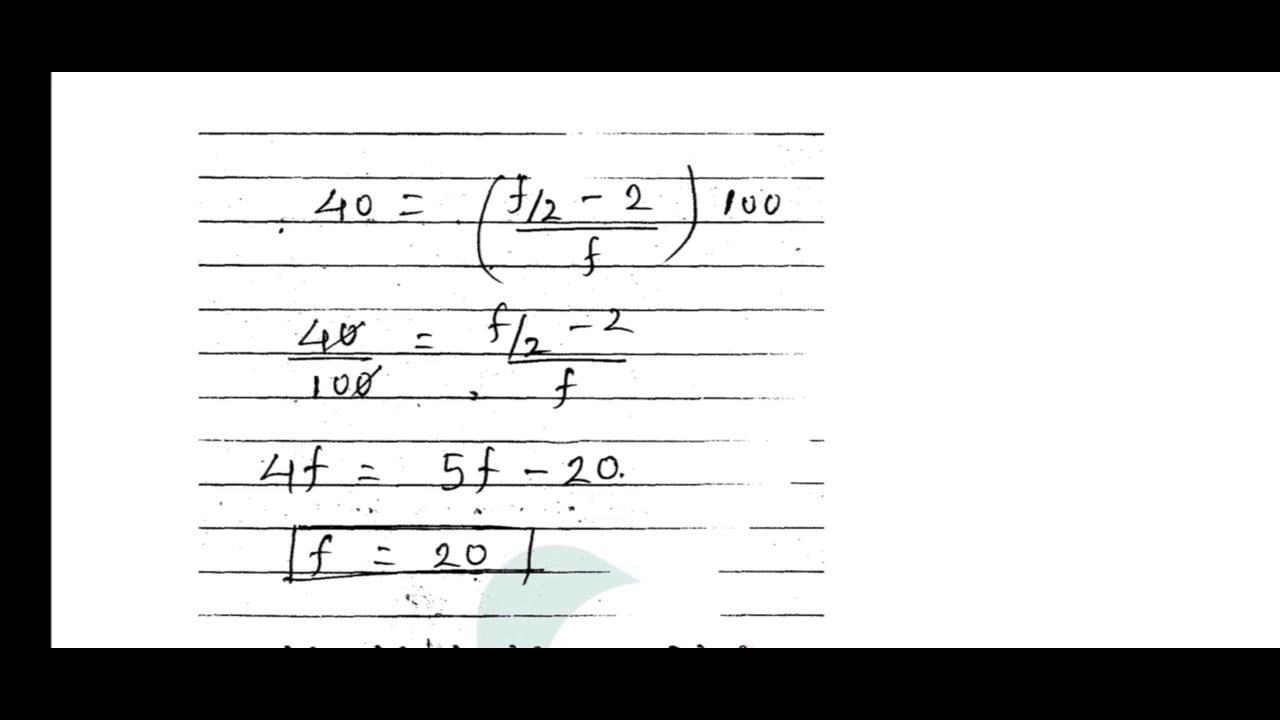 40 = (f/2 - 2 / f) 100
40/100 = f/2 - 2 / f
4f = 5f - 20.
f = 20